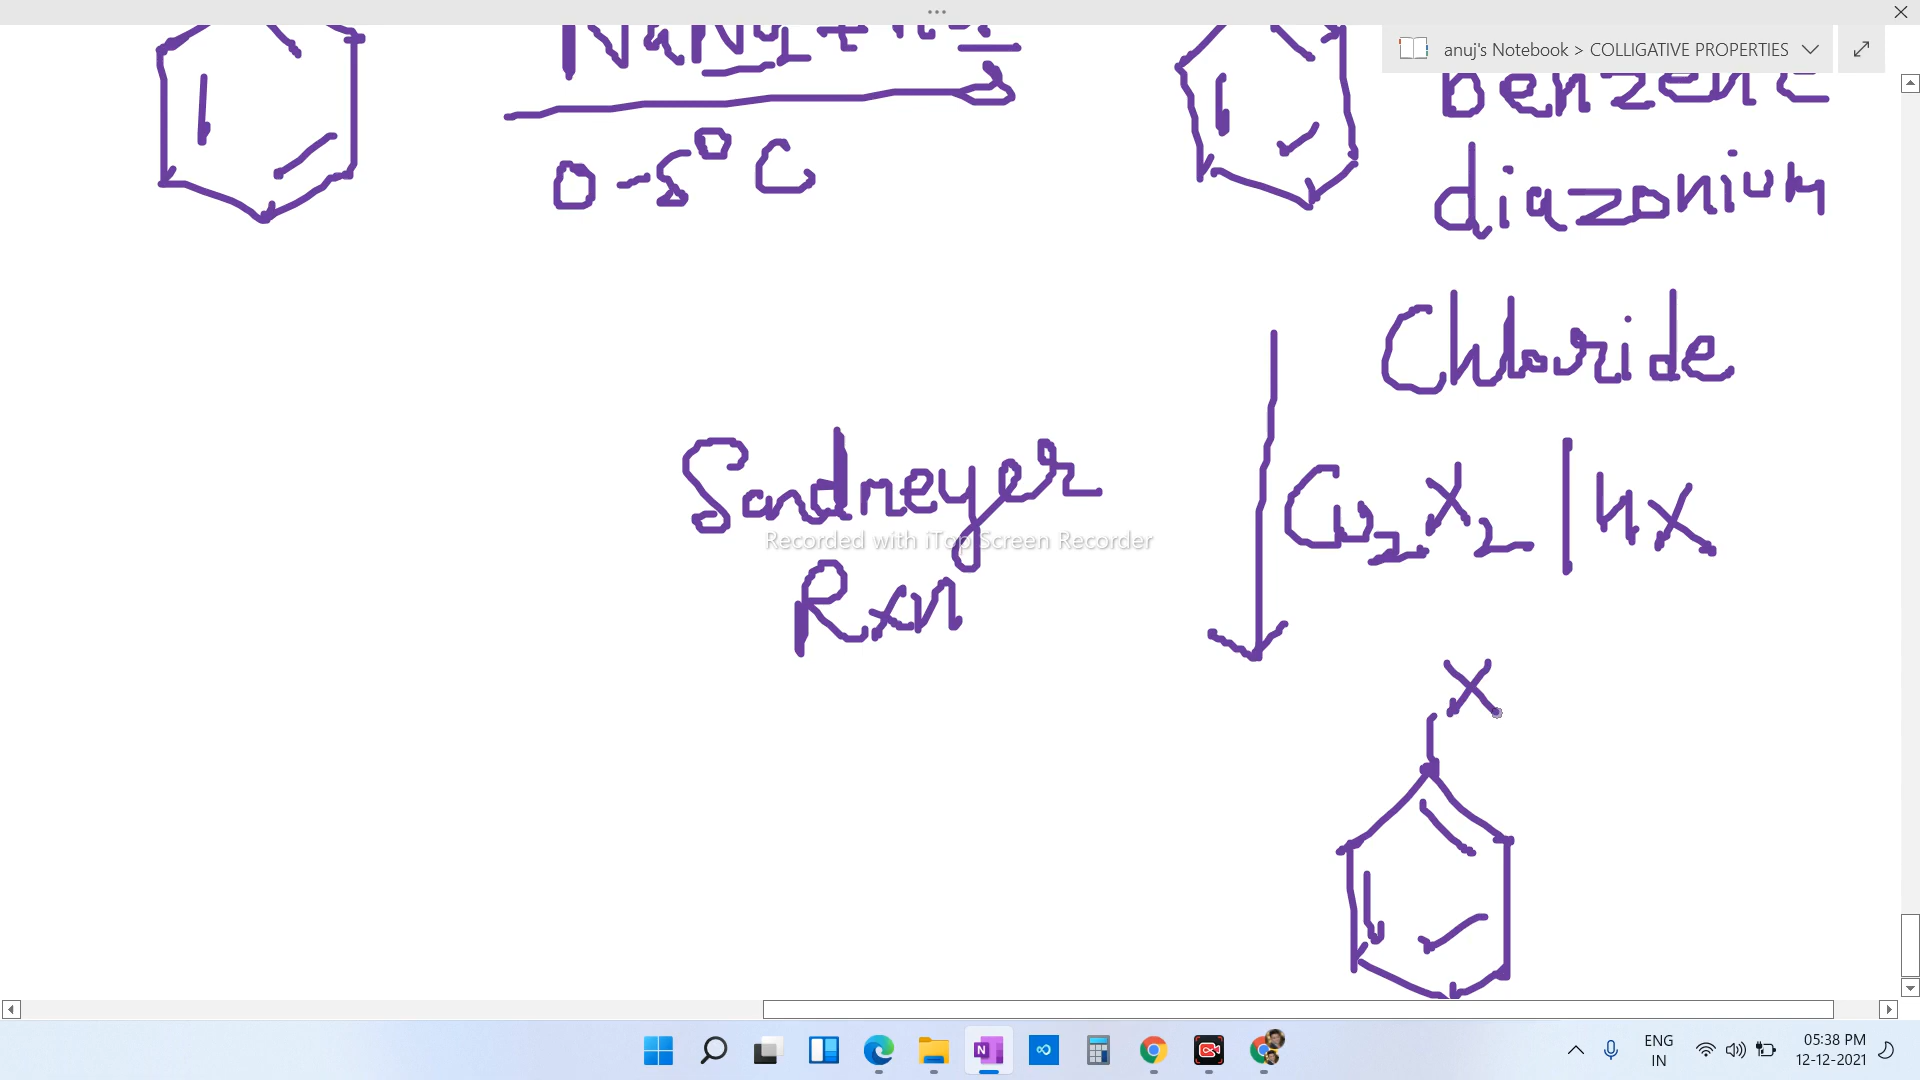 anuj's Notebook > COLLIGATIVE PROPERTIES
benzene
0-5° C
diazonium
Chloride
Sandmeyer
Cu2X2 | HX
Recorded with iTop Screen Recorder
Rxn
X
ENG
IN
05:38 PM
12-12-2021